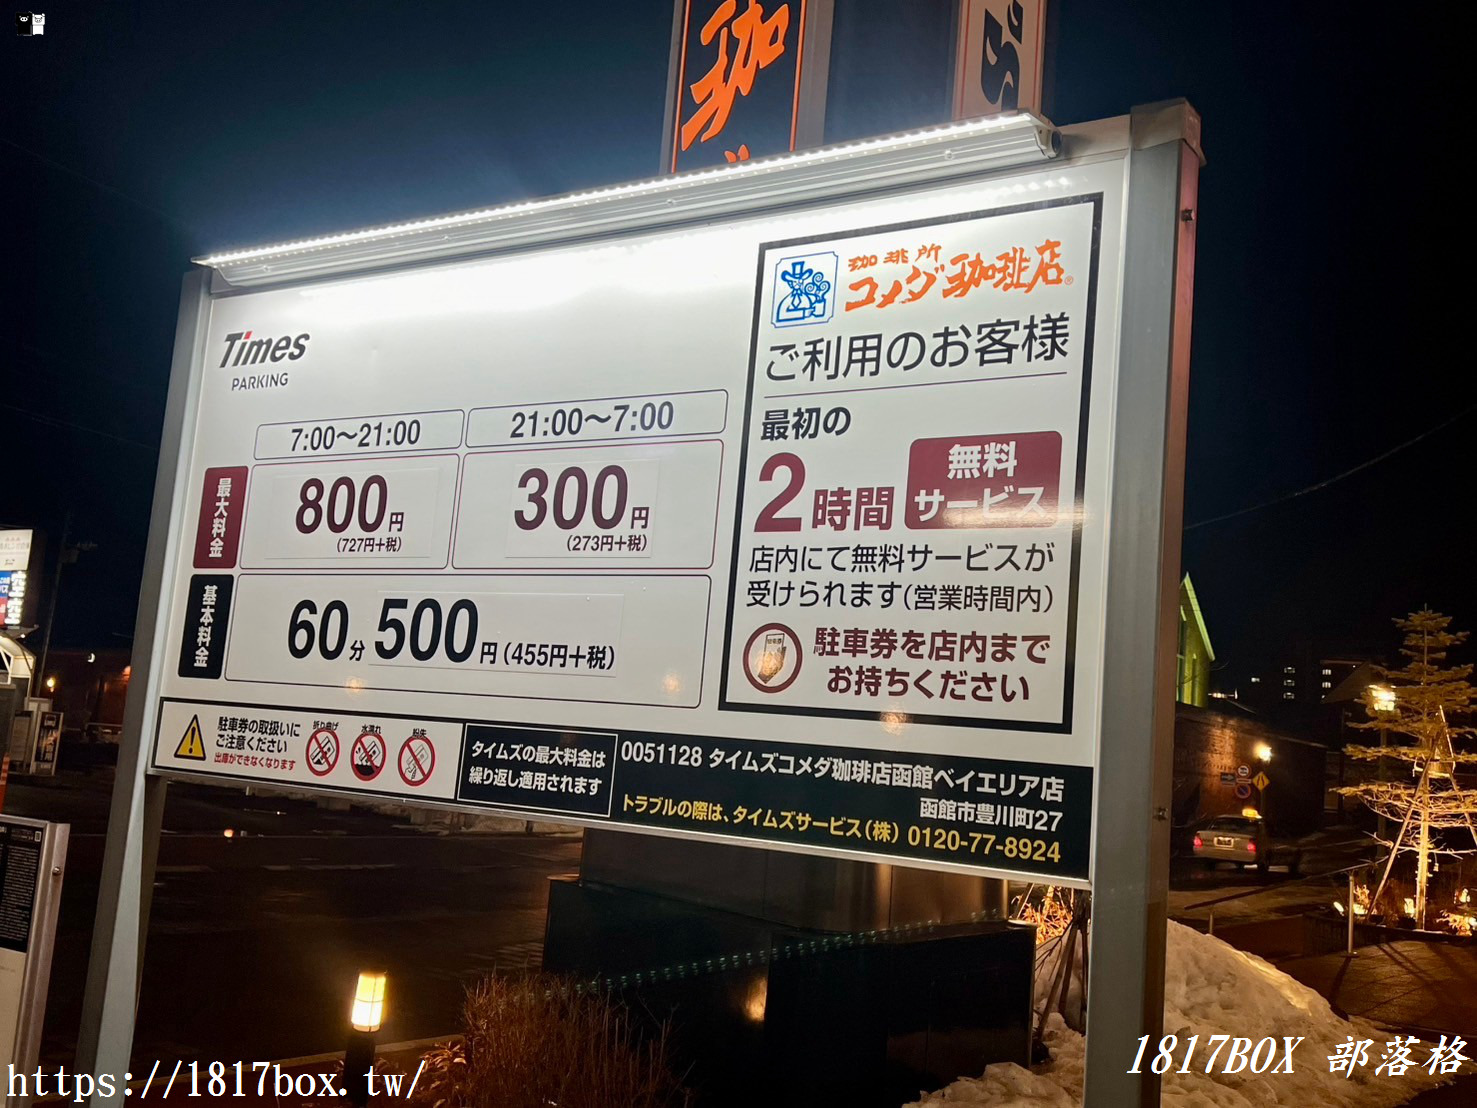 珈
Times
PARKING
7:00～21:00
21:00～7:00
最大料金
800円
(727円+税)
300円
(273円+税)
基本料金
60分 500円 (455円+税)
珈琲所
コメダ珈琲店®
ご利用のお客様
最初の
2時間
無料
サービス
店内にて無料サービスが
受けられます(営業時間内)
駐車券を店内まで
お持ちください
駐車券の取扱いに
ご注意ください
出庫ができなくなります
折り曲げ
水濡れ
紛失
タイムズの最大料金は
繰り返し適用されます
0051128 タイムズコメダ珈琲店函館ベイエリア店
函館市豊川町27
トラブルの際は、タイムズサービス(株) 0120-77-8924
https://1817box.tw/
1817BOX 部落格